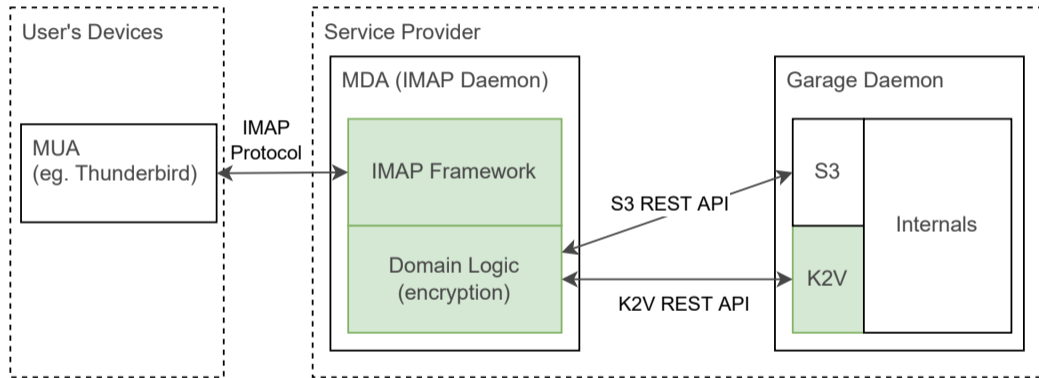 User's Devices
MUA
(eg. Thunderbird)
IMAP
Protocol
Service Provider
MDA (IMAP Daemon)
IMAP Framework
Domain Logic
(encryption)
S3 REST API
K2V REST API
Garage Daemon
S3
K2V
Internals